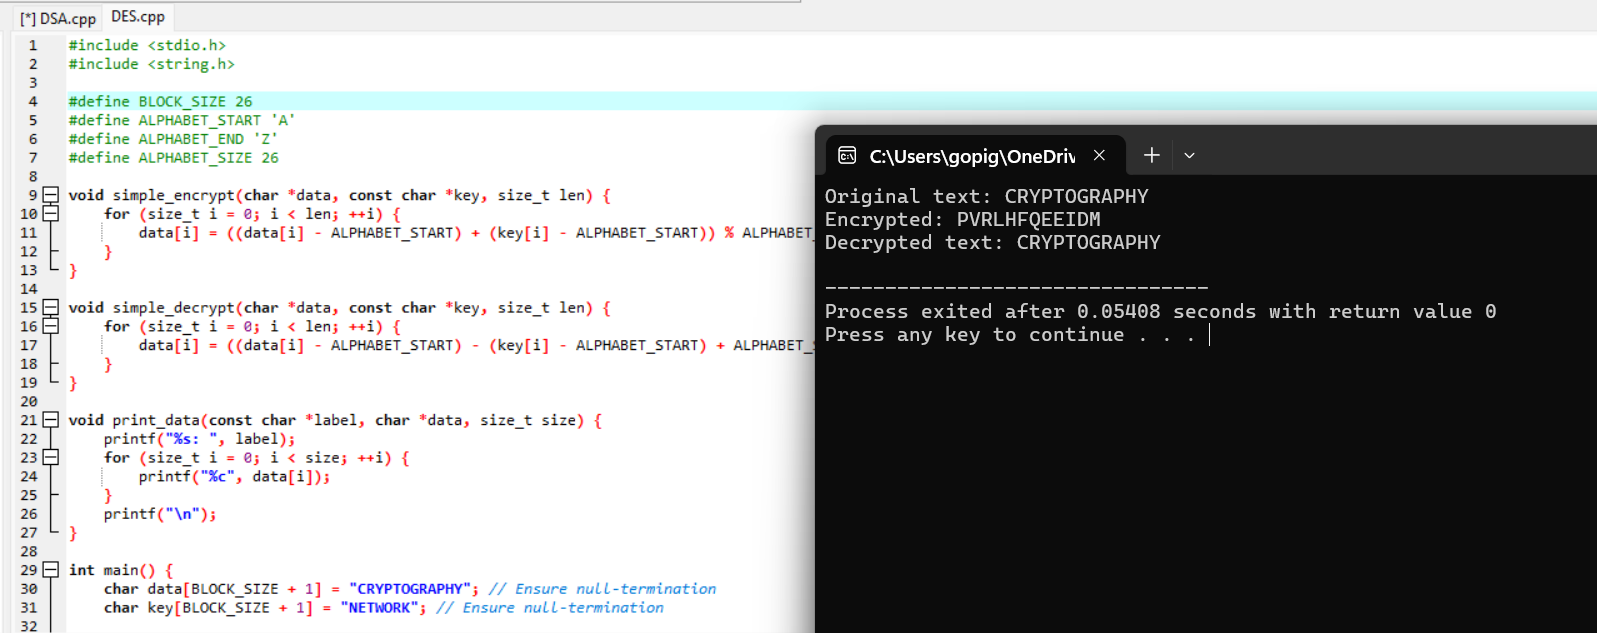 [*] DSA.cpp DES.cpp
1 #include <stdio.h>
2 #include <string.h>
3
4 #define BLOCK_SIZE 26
5 #define ALPHABET_START 'A'
6 #define ALPHABET_END 'Z'
7 #define ALPHABET_SIZE 26
8
9 void simple_encrypt(char *data, const char *key, size_t len) {
10 for (size_t i = 0; i < len; ++i) {
11 data[i] = ((data[i] - ALPHABET_START) + (key[i] - ALPHABET_START)) % ALPHABET_
12 }
13 }
14
15 void simple_decrypt(char *data, const char *key, size_t len) {
16 for (size_t i = 0; i < len; ++i) {
17 data[i] = ((data[i] - ALPHABET_START) - (key[i] - ALPHABET_START) + ALPHABET_
18 }
19 }
20
21 void print_data(const char *label, char *data, size_t size) {
22 printf("%s: ", label);
23 for (size_t i = 0; i < size; ++i) {
24 printf("%c", data[i]);
25 }
26 printf("\n");
27 }
28
29 int main() {
30 char data[BLOCK_SIZE + 1] = "CRYPTOGRAPHY"; // Ensure null-termination
31 char key[BLOCK_SIZE + 1] = "NETWORK"; // Ensure null-termination
32
C:\Users\gopig\OneDriv
Original text: CRYPTOGRAPHY
Encrypted: PVRLHFQEEIDM
Decrypted text: CRYPTOGRAPHY
--------------------------------
Process exited after 0.05408 seconds with return value 0
Press any key to continue . . .